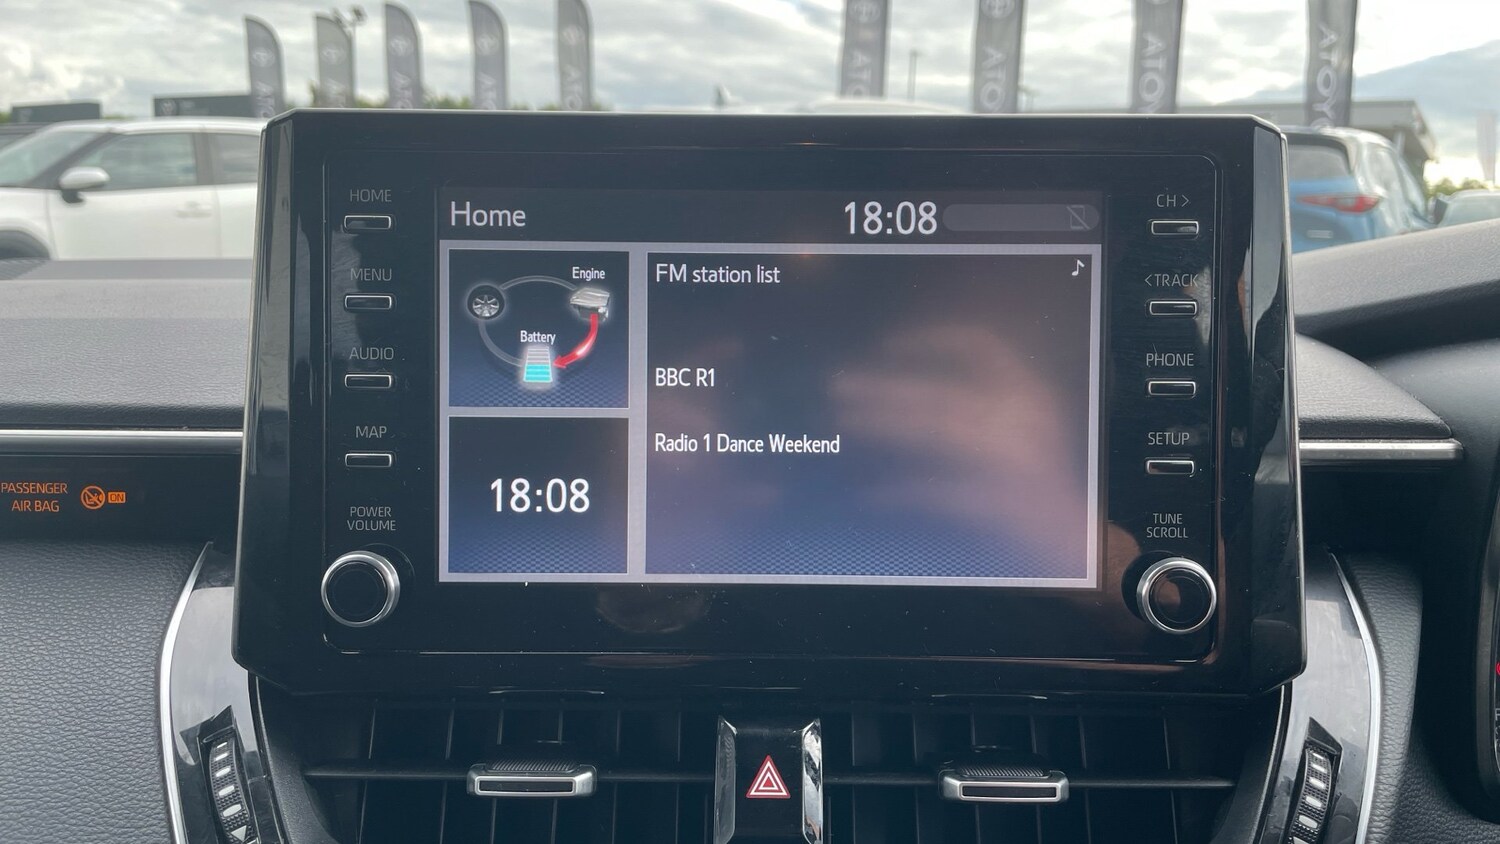 TOYOTA
HOME
MENU
AUDIO
MAP
POWER
VOLUME
Home
18:08
Engine
Battery
18:08
FM station list
BBC R1
Radio 1 Dance Weekend
CH >
< TRACK
PHONE
SETUP
TUNE
SCROLL
PASSENGER
AIR BAG
ON